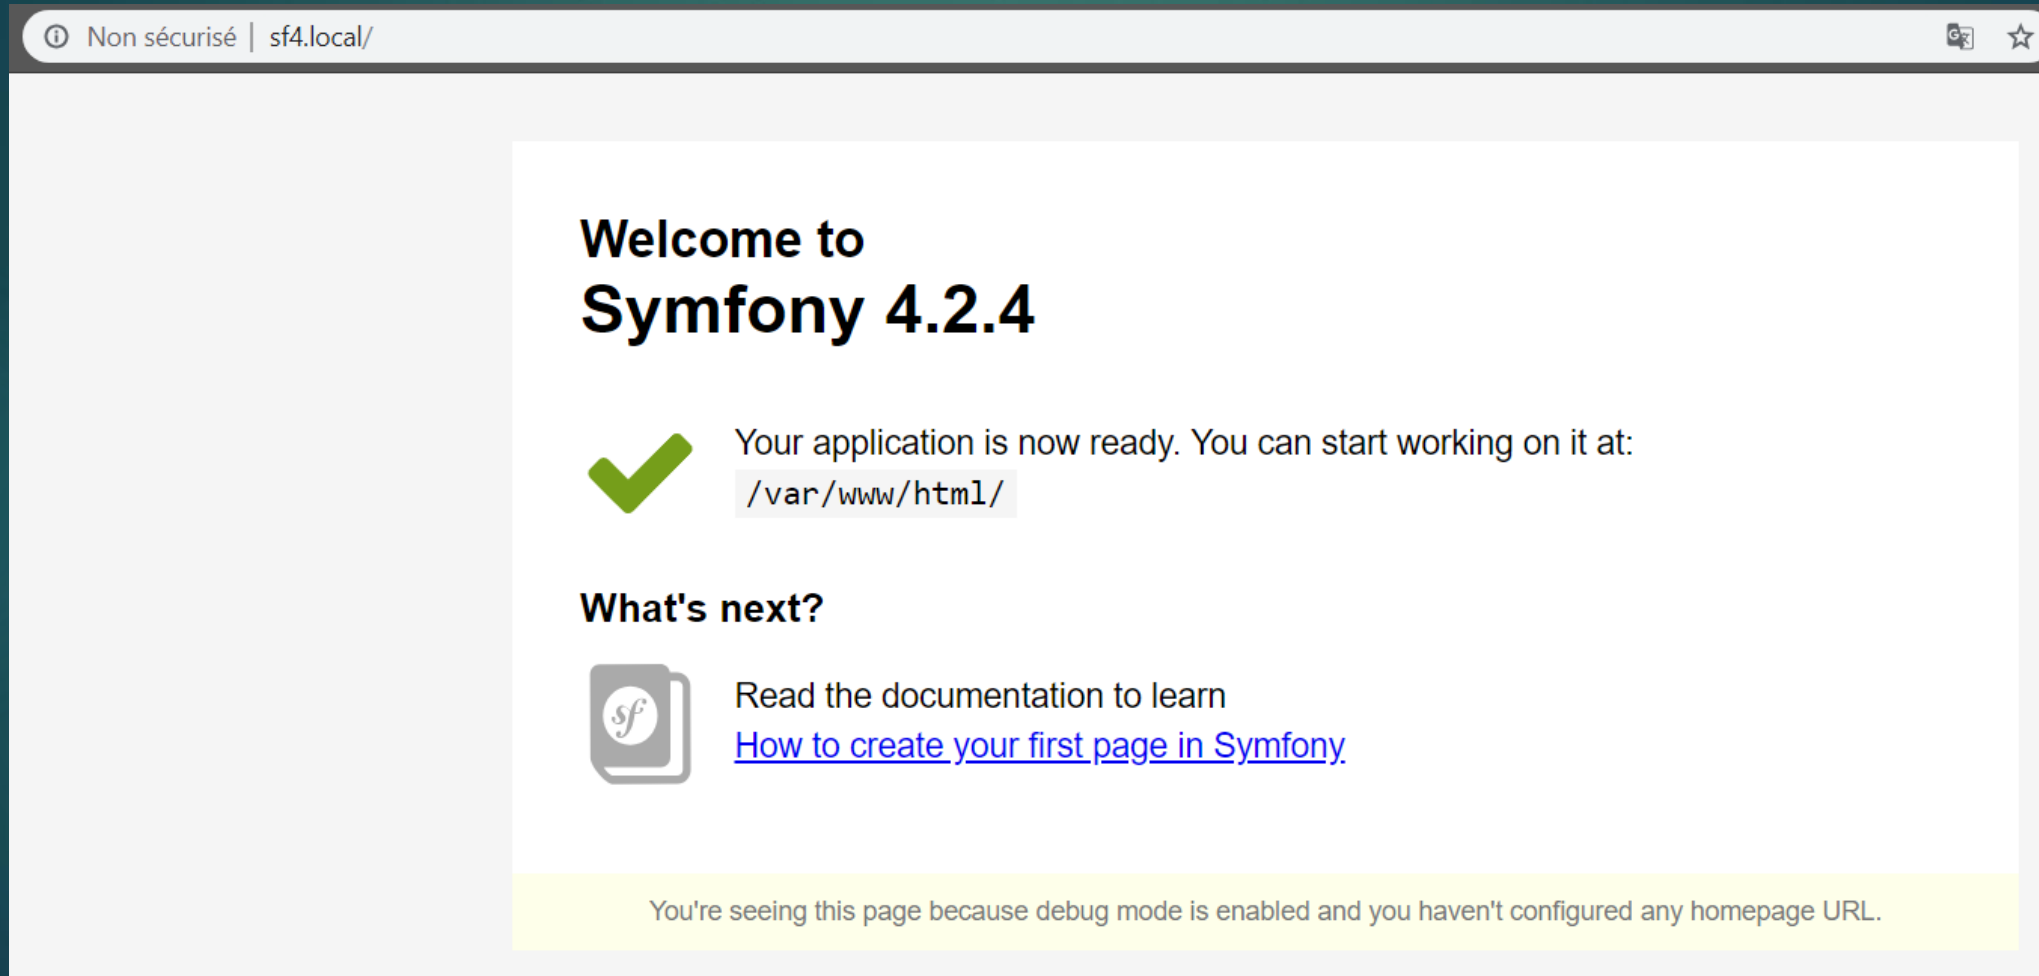 Non sécurisé | sf4.local/
Welcome to
Symfony 4.2.4
Your application is now ready. You can start working on it at:
/var/www/html/
What's next?
sf
Read the documentation to learn
How to create your first page in Symfony
You're seeing this page because debug mode is enabled and you haven't configured any homepage URL.